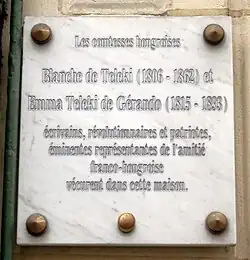 Les comtesses hongroises
Blanche de Teleki (1806 - 1862) et
Emma Teleki de Gérando (1815 - 1893)
écrivains, révolutionnaires et patriotes,
éminentes représentantes de l'amitié
franco-hongroise
vécurent dans cette maison.